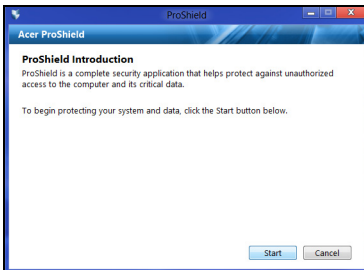 ProShield
Acer ProShield
ProShield Introduction
ProShield is a complete security application that helps protect against unauthorized
access to the computer and its critical data.
To begin protecting your system and data, click the Start button below.
Start
Cancel